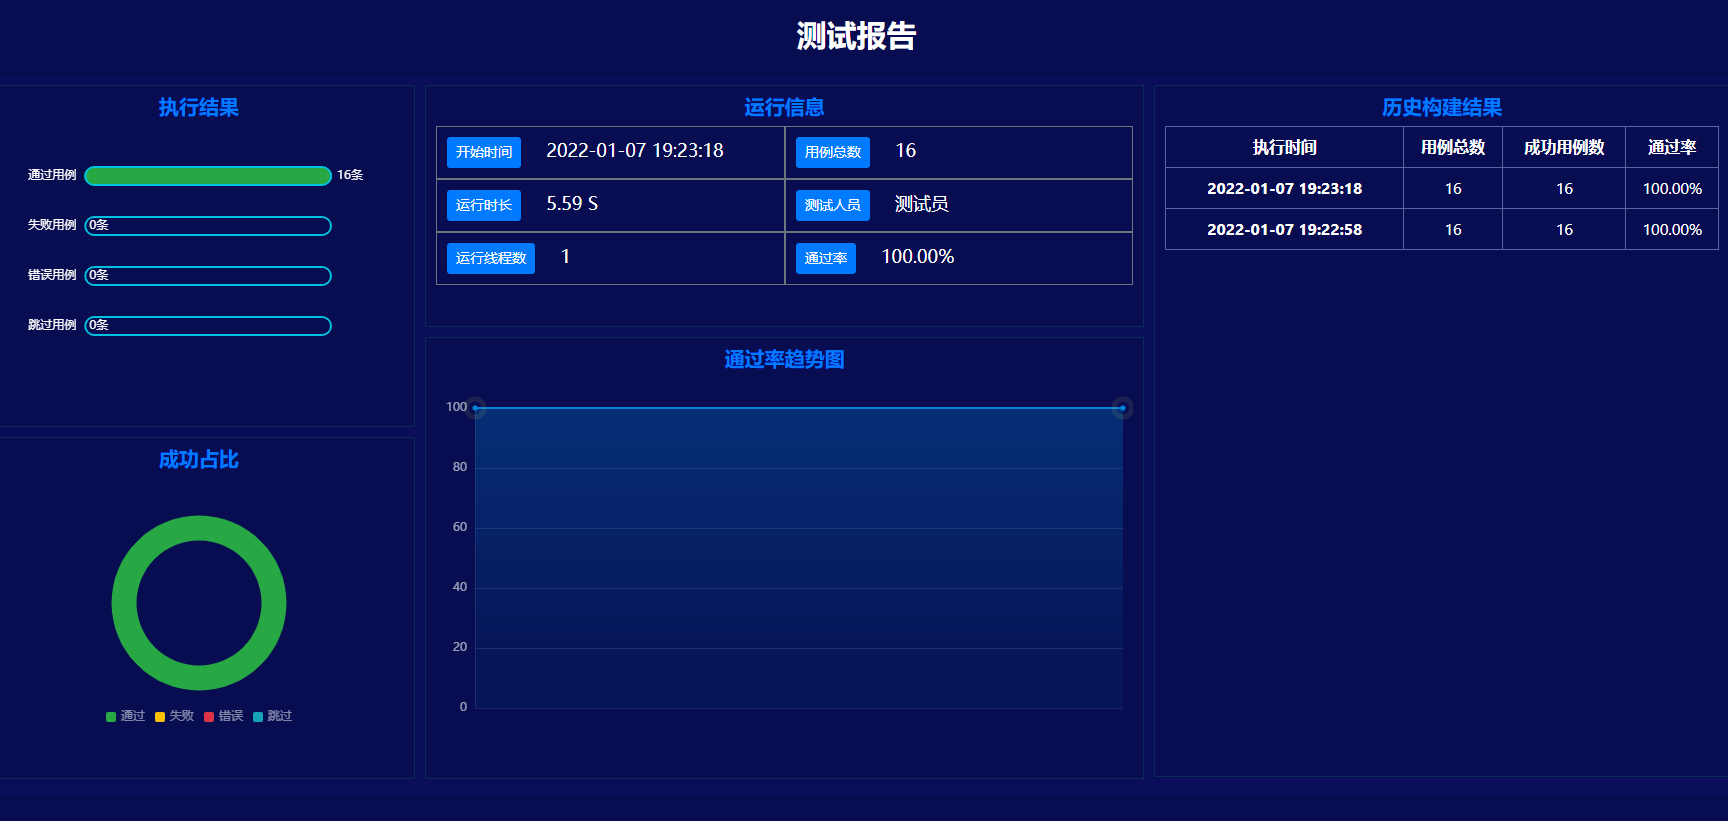 测试报告
执行结果
通过用例 16条
失败用例 0条
错误用例 0条
跳过用例 0条
成功占比
通过 失败 错误 跳过
运行信息
开始时间 2022-01-07 19:23:18 用例总数 16
运行时长 5.59 S 测试人员 测试员
运行线程数 1 通过率 100.00%
通过率趋势图
100
80
60
40
20
0
历史构建结果
执行时间 用例总数 成功用例数 通过率
2022-01-07 19:23:18 16 16 100.00%
2022-01-07 19:22:58 16 16 100.00%